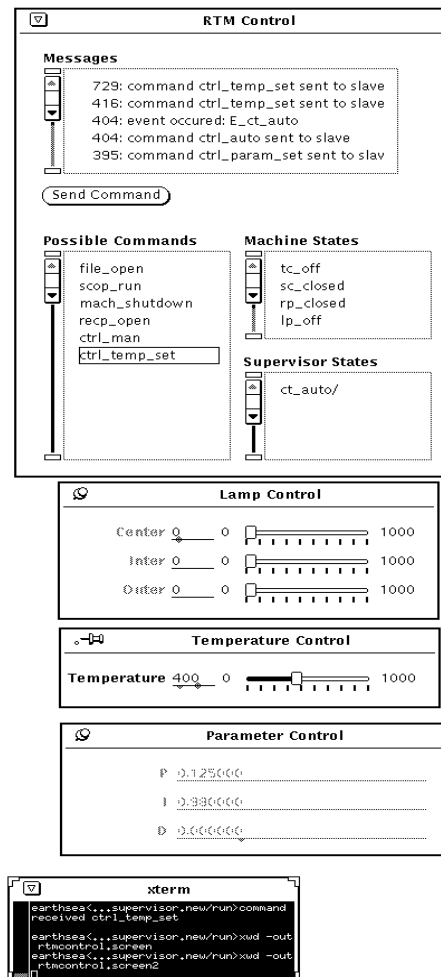 RTM Control
Messages
729: command ctrl_temp_set sent to slave
416: command ctrl_temp_set sent to slave
404: event occured: E_ct_auto
404: command ctrl_auto sent to slave
395: command ctrl_param_set sent to slav
Send Command
Possible Commands
file_open
scop_run
mach_shutdown
recp_open
ctrl_man
ctrl_temp_set
Machine States
tc_off
sc_closed
rp_closed
lp_off
Supervisor States
ct_auto/
Lamp Control
Center 0 0 1000
Inter 0 0 1000
Outer 0 0 1000
Temperature Control
Temperature 400 0 1000
Parameter Control
P 0.125000
I 0.980000
D 0.000000
xterm
earthsea<...supervisor.new/run>command
received ctrl_temp_set
earthsea<...supervisor.new/run>xwd -out
rtmcontrol.screen
earthsea<...supervisor.new/run>xwd -out
rtmcontrol.screen2